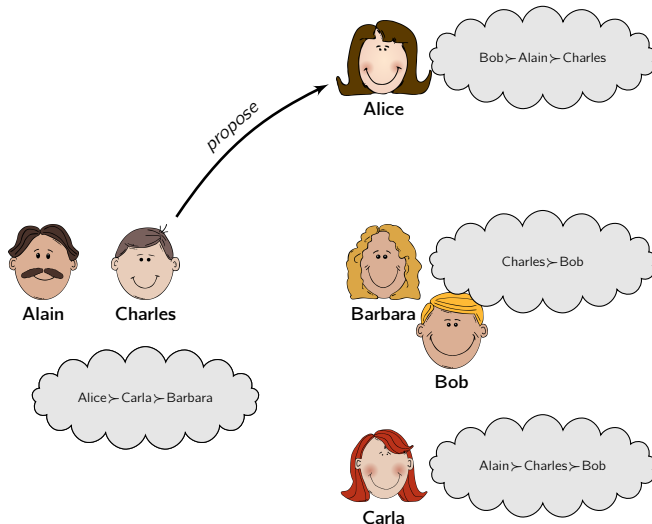 Bob≻Alain≻Charles
Alice
propose
Alain
Charles
Charles≻Bob
Barbara
Bob
Alice≻Carla≻Barbara
Alain≻Charles≻Bob
Carla